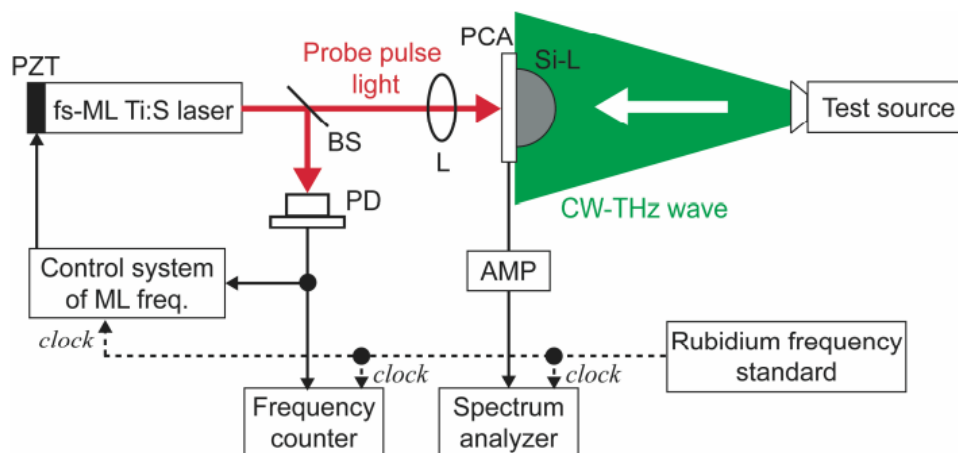 PZT
fs-ML Ti:S laser
Probe pulse
light
BS
L
PCA
Si-L
Test source
PD
CW-THz wave
Control system
of ML freq.
AMP
clock
clock
clock
Rubidium frequency
standard
Frequency
counter
Spectrum
analyzer